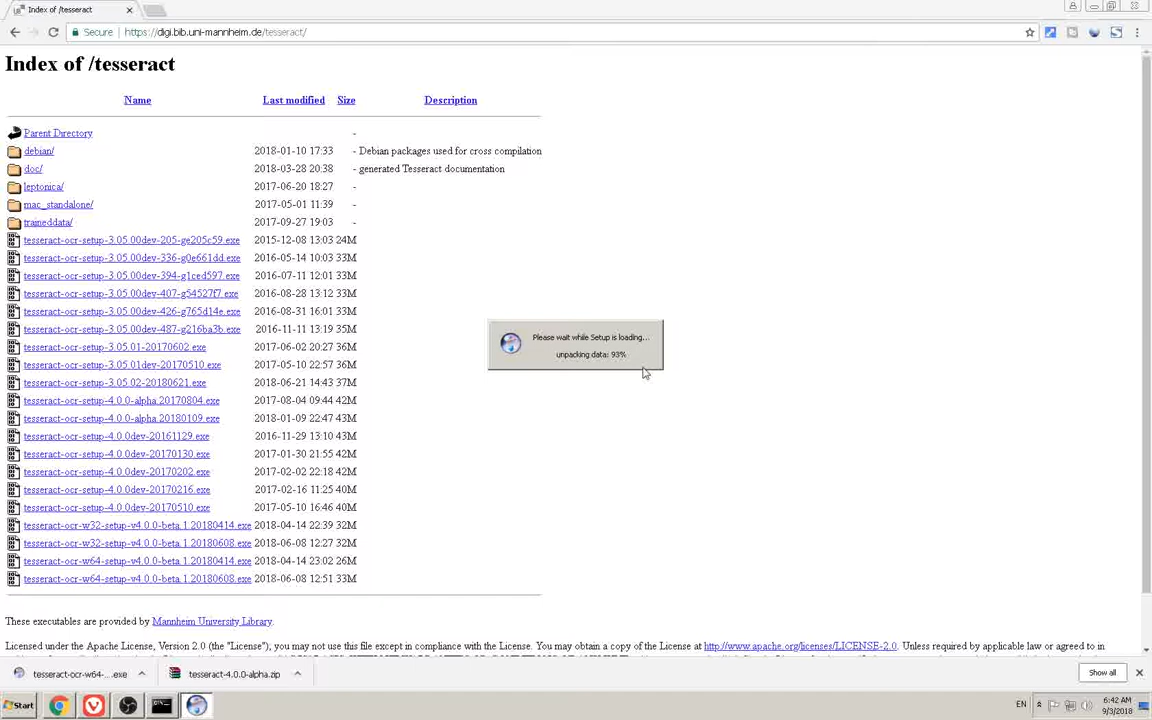 Index of /tesseract
Secure https://digi.bib.uni-mannheim.de/tesseract/
Index of /tesseract
Name Last modified Size Description
Parent Directory -
debian/ 2018-01-10 17:33 - Debian packages used for cross compilation
doc/ 2018-03-28 20:38 - generated Tesseract documentation
leptonica/ 2017-06-20 18:27 -
mac_standalone/ 2017-05-01 11:39 -
traineddata/ 2017-09-27 19:03 -
tesseract-ocr-setup-3.05.00dev-205-ge205c59.exe 2015-12-08 13:03 24M
tesseract-ocr-setup-3.05.00dev-336-g0e661dd.exe 2016-05-14 10:03 33M
tesseract-ocr-setup-3.05.00dev-394-g1ced597.exe 2016-07-11 12:01 33M
tesseract-ocr-setup-3.05.00dev-407-g54527f7.exe 2016-08-28 13:12 33M
tesseract-ocr-setup-3.05.00dev-426-g765d14e.exe 2016-08-31 16:01 33M
tesseract-ocr-setup-3.05.00dev-487-g216ba3b.exe 2016-11-11 13:19 35M
tesseract-ocr-setup-3.05.01-20170602.exe 2017-06-02 20:27 36M
tesseract-ocr-setup-3.05.01dev-20170510.exe 2017-05-10 22:57 36M
tesseract-ocr-setup-3.05.02-20180621.exe 2018-06-21 14:43 37M
tesseract-ocr-setup-4.0.0-alpha.20170804.exe 2017-08-04 09:44 42M
tesseract-ocr-setup-4.0.0-alpha.20180109.exe 2018-01-09 22:47 43M
tesseract-ocr-setup-4.0.0dev-20161129.exe 2016-11-29 13:10 43M
tesseract-ocr-setup-4.0.0dev-20170130.exe 2017-01-30 21:55 42M
tesseract-ocr-setup-4.0.0dev-20170202.exe 2017-02-02 22:18 42M
tesseract-ocr-setup-4.0.0dev-20170216.exe 2017-02-16 11:25 40M
tesseract-ocr-setup-4.0.0dev-20170510.exe 2017-05-10 16:46 40M
tesseract-ocr-w32-setup-v4.0.0-beta.1.20180414.exe 2018-04-14 22:39 32M
tesseract-ocr-w32-setup-v4.0.0-beta.1.20180608.exe 2018-06-08 12:27 32M
tesseract-ocr-w64-setup-v4.0.0-beta.1.20180414.exe 2018-04-14 23:02 26M
tesseract-ocr-w64-setup-v4.0.0-beta.1.20180608.exe 2018-06-08 12:51 33M
Please wait while Setup is loading...
unpacking data: 93%
These executables are provided by Mannheim University Library.
Licensed under the Apache License, Version 2.0 (the "License"), you may not use this file except in compliance with the License. You may obtain a copy of the License at http://www.apache.org/licenses/LICENSE-2.0. Unless required by applicable law or agreed to in
tesseract-ocr-w64-....exe tesseract-4.0.0-alpha.zip Show all
Start EN 6:42 AM
9/3/2018